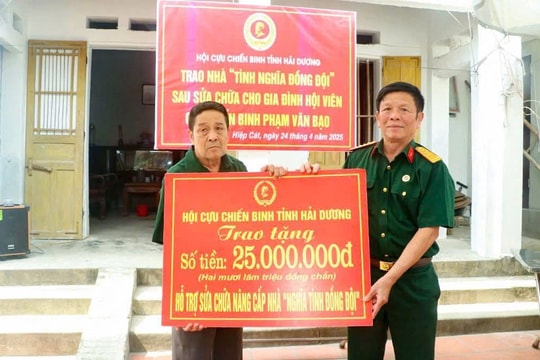 HỘI CỰU CHIẾN BINH TỈNH HẢI DƯƠNG
TRAO NHÀ "TÌNH NGHĨA ĐỒNG ĐỘI"
SAU SỬA CHỮA CHO GIA ĐÌNH HỘI VIÊN
BINH PHẠM VĂN BẠO
Hiệp Cát, ngày 24 tháng 4 năm 2025
HỘI CỰU CHIẾN BINH TỈNH HẢI DƯƠNG
Trao tặng
Số tiền: 25.000.000đ
(Hai mươi lăm triệu đồng chẵn)
HỖ TRỢ SỬA CHỮA NÂNG CẤP NHÀ "NGHĨA TÌNH ĐỒNG ĐỘI"